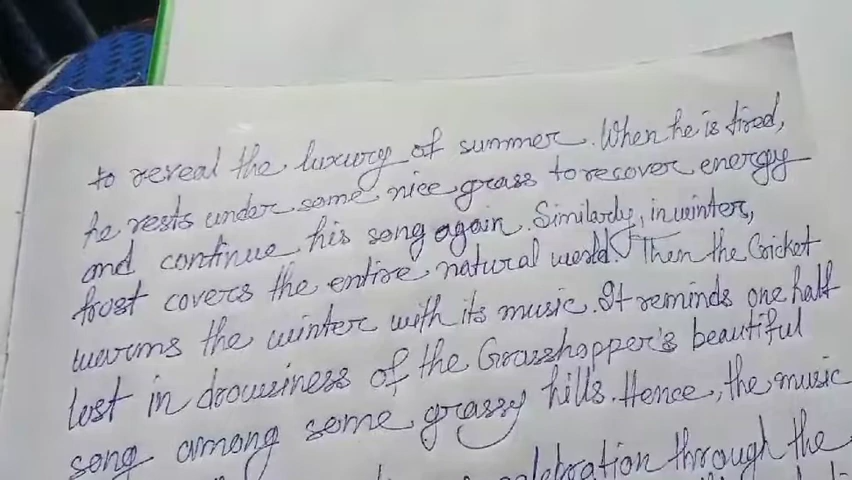 to reveal the luxury of summer. When he is tired,
he rests under some nice grass to recover energy
and continue his song again. Similarly, in winter,
frost covers the entire natural world. Then the Cricket
warms the winter with its music. It reminds one half
lost in drowsiness of the Grasshopper's beautiful
song among some grassy hills. Hence, the music
celebration through the